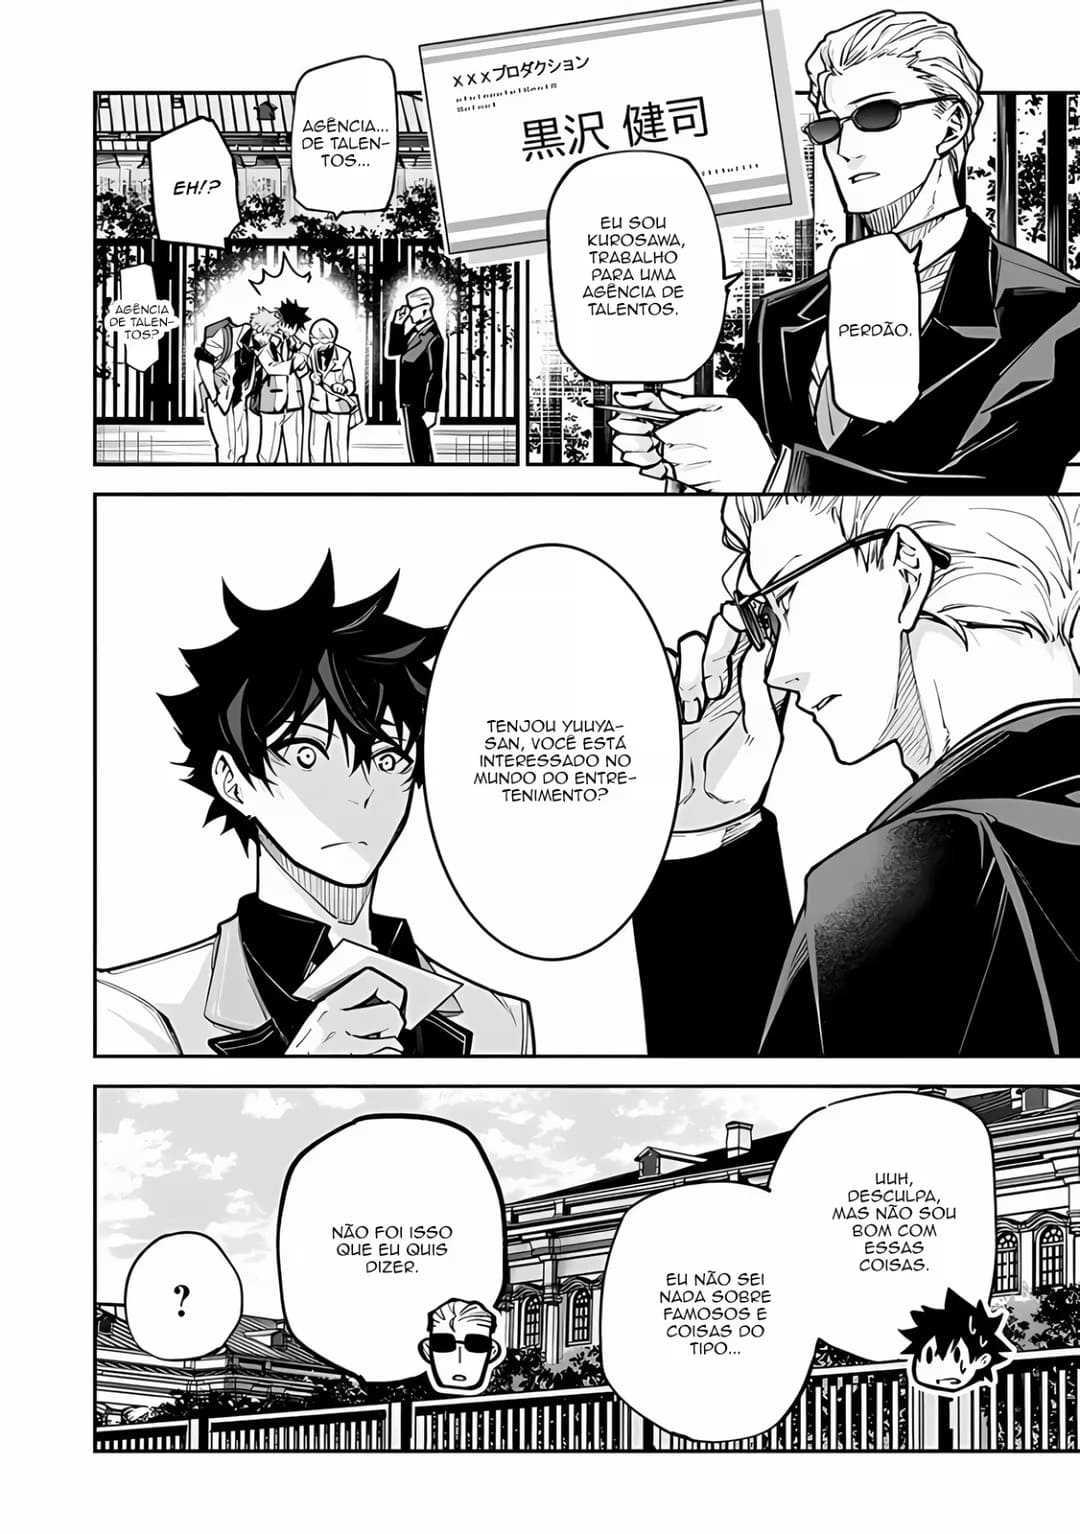 XXXプロダクション
黒沢 健司
PERDÃO.
EU SOU
KUROSAWA,
TRABALHO
PARA UMA
AGÊNCIA DE
TALENTOS.
AGÊNCIA...
DE TALEN-
TOS...
EH!?
AGÊNCIA
DE TALEN-
TOS?
TENJOU YUUYA-
SAN, VOCÊ ESTÁ
INTERESSADO NO
MUNDO DO ENTRE-
TENIMENTO?
UUH,
DESCULPA,
MAS NÃO SOU
BOM COM
ESSAS
COISAS.
EU NÃO SEI
NADA SOBRE
FAMOSOS E
COISAS DO
TIPO...
NÃO FOI ISSO
QUE EU QUIS
DIZER.
?